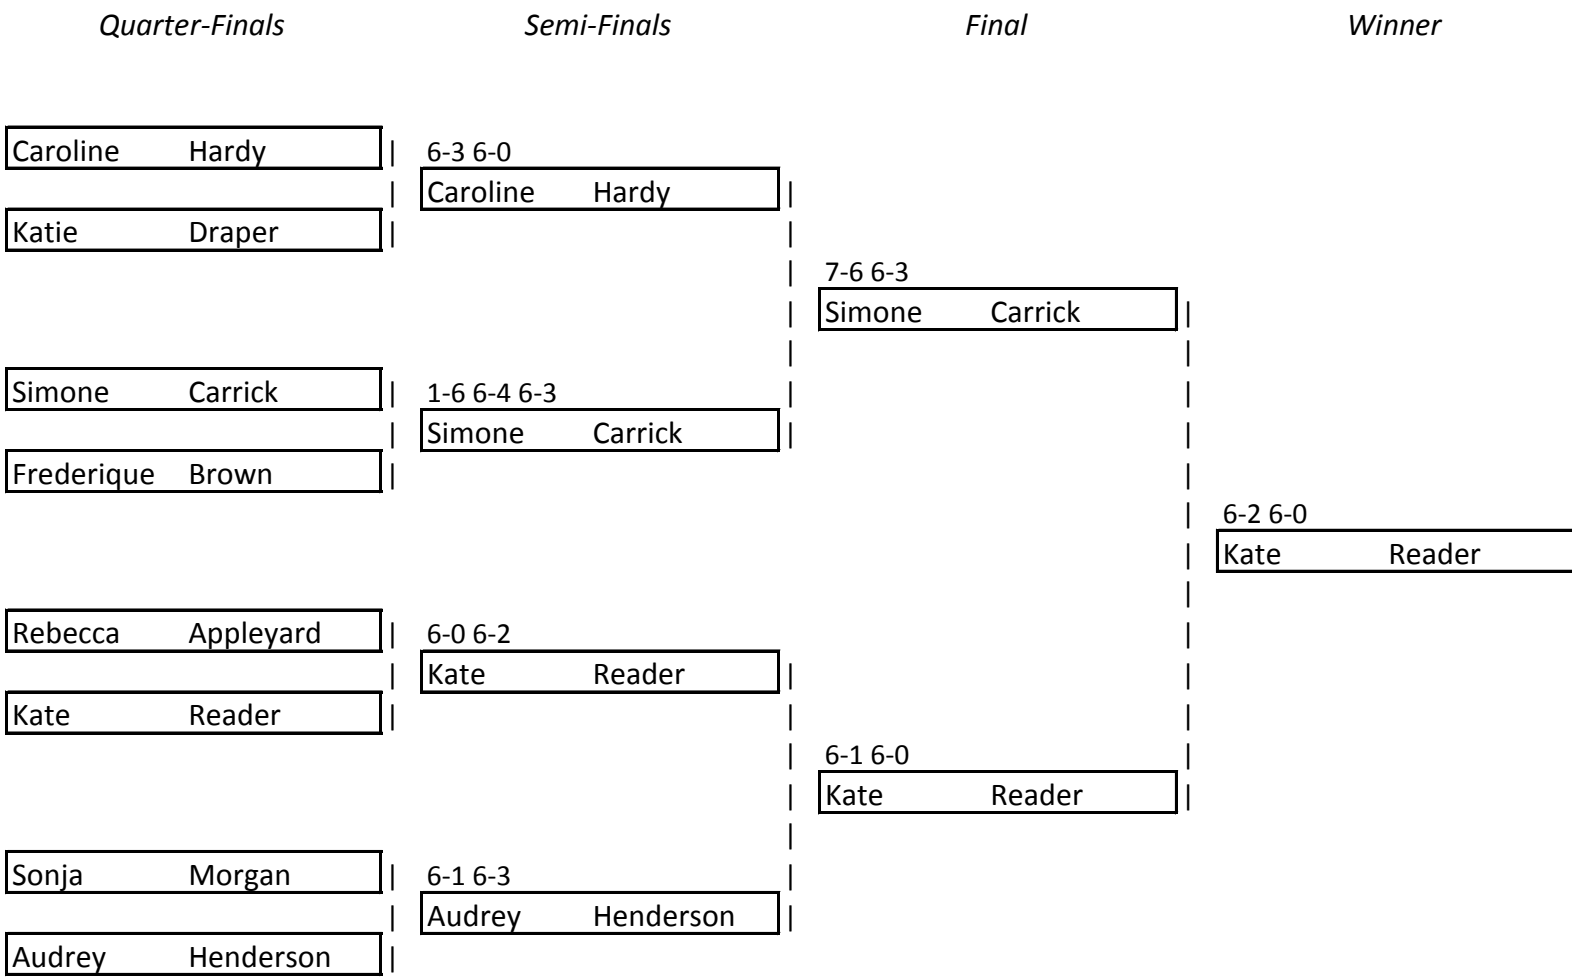 Quarter-Finals Semi-Finals Final Winner
Caroline Hardy
6-3 6-0
Caroline Hardy
Katie Draper
7-6 6-3
Simone Carrick
Simone Carrick
1-6 6-4 6-3
Simone Carrick
Frederique Brown
6-2 6-0
Kate Reader
Rebecca Appleyard
6-0 6-2
Kate Reader
Kate Reader
6-1 6-0
Kate Reader
Sonja Morgan
6-1 6-3
Audrey Henderson
Audrey Henderson